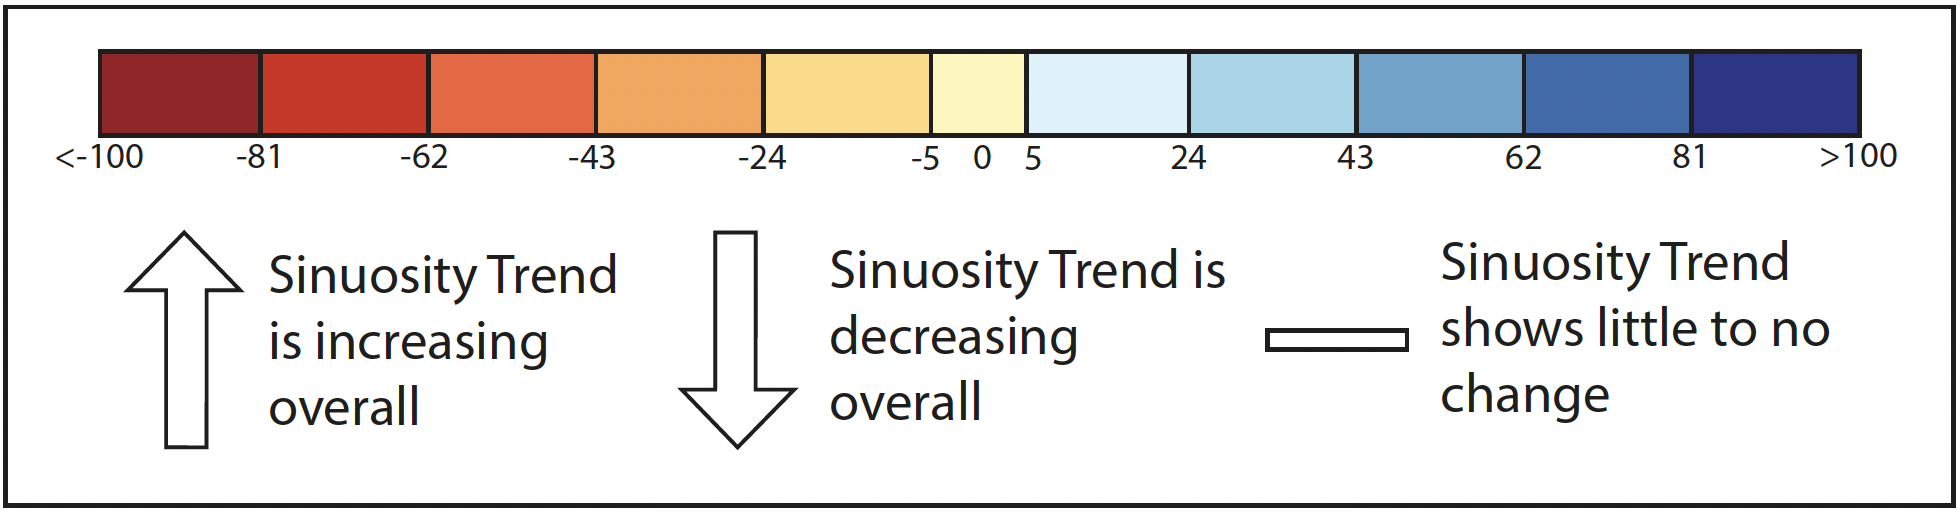 <-100 -81 -62 -43 -24 -5 0 5 24 43 62 81 >100
Sinuosity Trend
is increasing
overall
Sinuosity Trend is
decreasing
overall
Sinuosity Trend
shows little to no
change